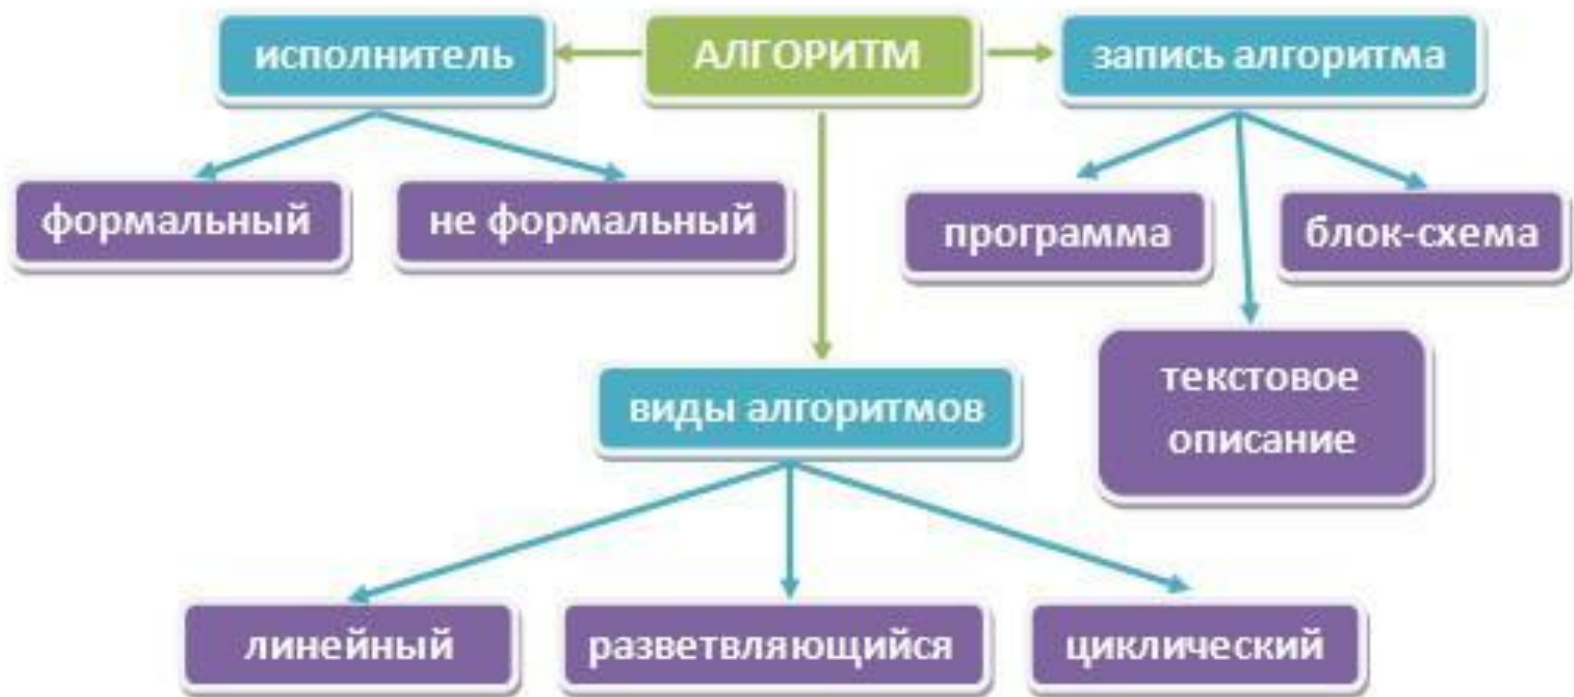 исполнитель
АЛГОРИТМ
запись алгоритма
формальный
не формальный
программа
блок-схема
текстовое
описание
виды алгоритмов
линейный
разветвляющийся
циклический